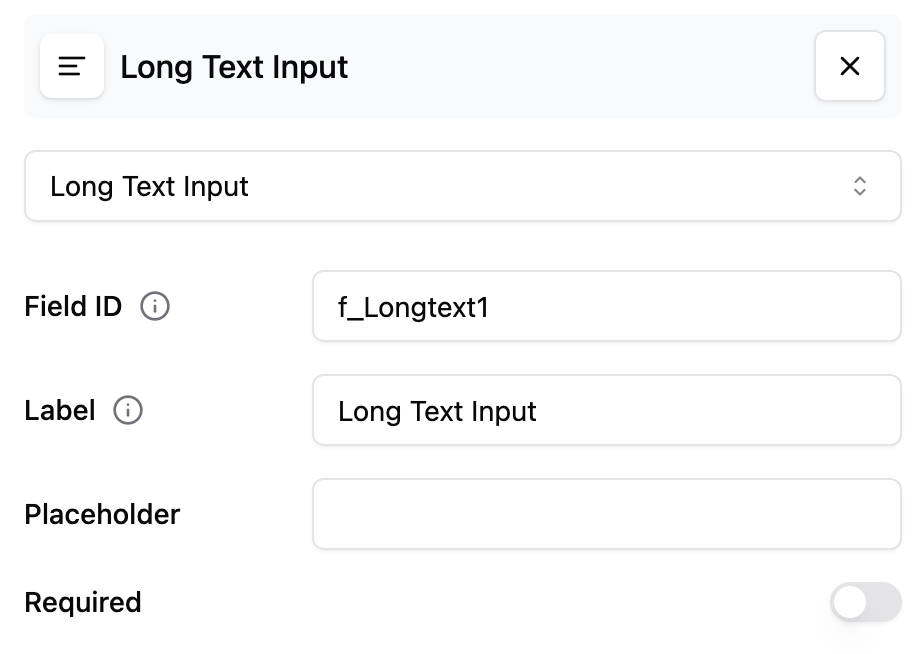 Long Text Input
Long Text Input
Field ID
f_Longtext1
Label
Long Text Input
Placeholder
Required